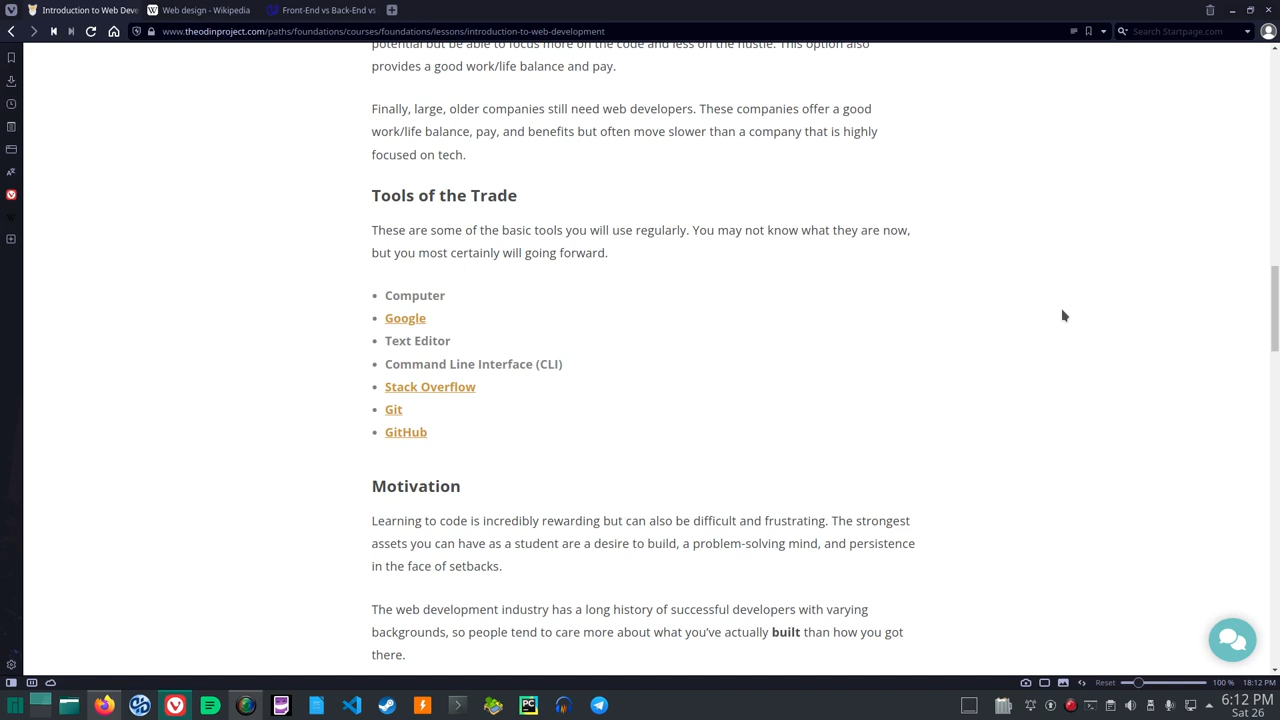 Introduction to Web Deve
Web design - Wikipedia
Front-End vs Back-End vs
www.theodinproject.com/paths/foundations/courses/foundations/lessons/introduction-to-web-development
Search Startpage.com
potential but be able to focus more on the code and less on the hustle. This option also
provides a good work/life balance and pay.
Finally, large, older companies still need web developers. These companies offer a good
work/life balance, pay, and benefits but often move slower than a company that is highly
focused on tech.
Tools of the Trade
These are some of the basic tools you will use regularly. You may not know what they are now,
but you most certainly will going forward.
• Computer
• Google
• Text Editor
• Command Line Interface (CLI)
• Stack Overflow
• Git
• GitHub
Motivation
Learning to code is incredibly rewarding but can also be difficult and frustrating. The strongest
assets you can have as a student are a desire to build, a problem-solving mind, and persistence
in the face of setbacks.
The web development industry has a long history of successful developers with varying
backgrounds, so people tend to care more about what you’ve actually built than how you got
there.
Reset
100 %
18:12 PM
6:12 PM
Sat 26